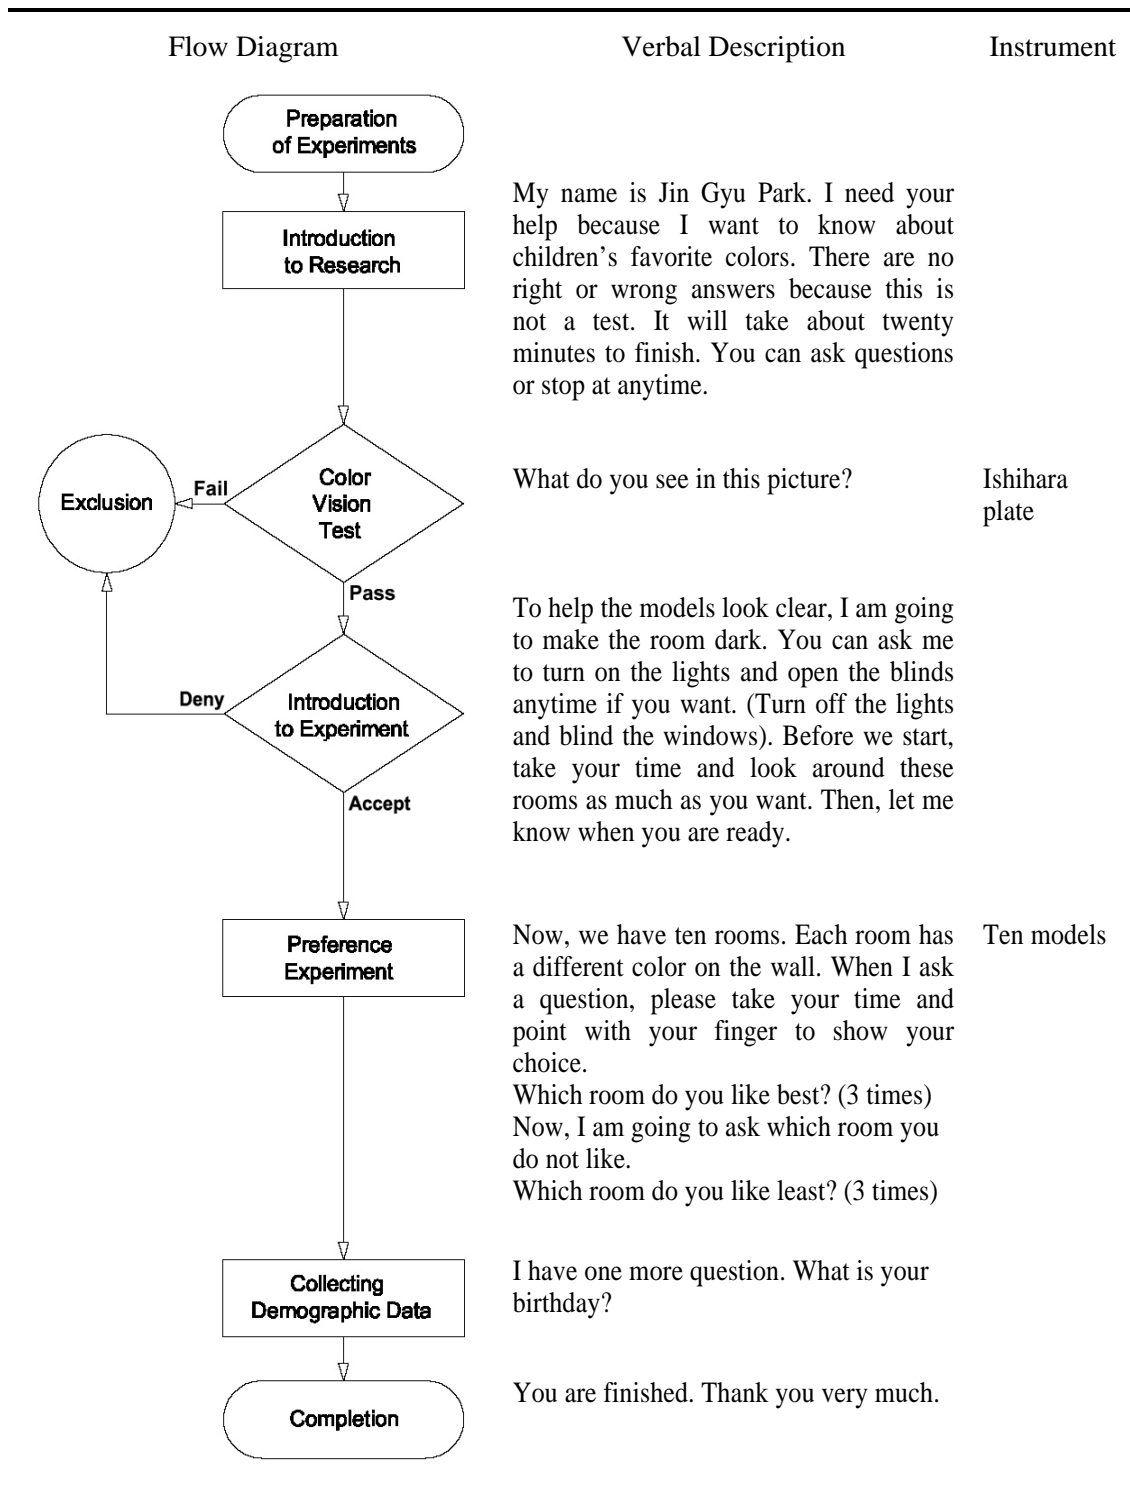 Flow Diagram Verbal Description Instrument
Preparation
of Experiments
My name is Jin Gyu Park. I need your
help because I want to know about
children’s favorite colors. There are no
right or wrong answers because this is
not a test. It will take about twenty
minutes to finish. You can ask questions
or stop at anytime.
Introduction
to Research
Color
Vision
Test
Fail
Exclusion
Pass
What do you see in this picture?
Ishihara
plate
To help the models look clear, I am going
to make the room dark. You can ask me
to turn on the lights and open the blinds
anytime if you want. (Turn off the lights
and blind the windows). Before we start,
take your time and look around these
rooms as much as you want. Then, let me
know when you are ready.
Deny
Introduction
to Experiment
Accept
Preference
Experiment
Now, we have ten rooms. Each room has
a different color on the wall. When I ask
a question, please take your time and
point with your finger to show your
choice.
Which room do you like best? (3 times)
Now, I am going to ask which room you
do not like.
Which room do you like least? (3 times)
Ten models
Collecting
Demographic Data
I have one more question. What is your
birthday?
Completion
You are finished. Thank you very much.